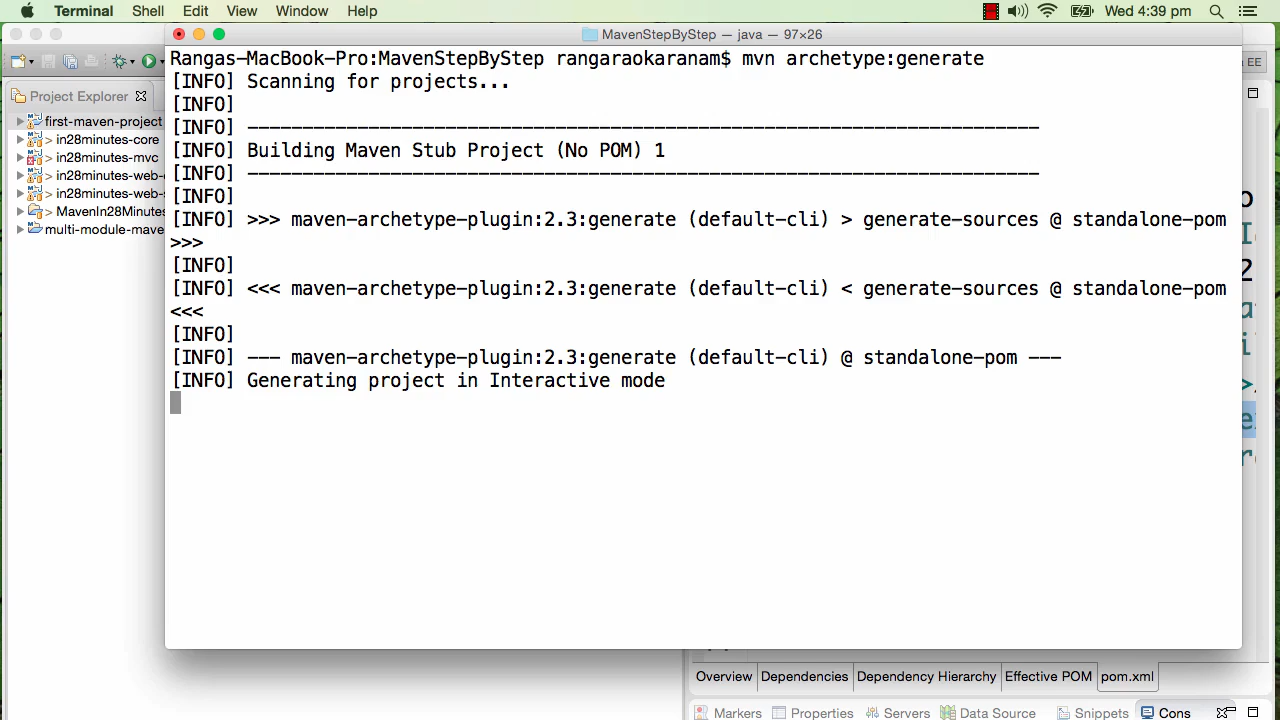 Terminal Shell Edit View Window Help Wed 4:39 pm
MavenStepByStep — java — 97×26
Rangas-MacBook-Pro:MavenStepByStep rangaraokaranam$ mvn archetype:generate
[INFO] Scanning for projects...
[INFO]
[INFO] ------------------------------------------------------------------------
[INFO] Building Maven Stub Project (No POM) 1
[INFO] ------------------------------------------------------------------------
[INFO]
[INFO] >>> maven-archetype-plugin:2.3:generate (default-cli) > generate-sources @ standalone-pom
>>>
[INFO]
[INFO] <<< maven-archetype-plugin:2.3:generate (default-cli) < generate-sources @ standalone-pom
<<<
[INFO]
[INFO] --- maven-archetype-plugin:2.3:generate (default-cli) @ standalone-pom ---
[INFO] Generating project in Interactive mode
Project Explorer
first-maven-project
> in28minutes-core
> in28minutes-mvc
> in28minutes-web-
> in28minutes-web-
> MavenIn28Minutes
multi-module-mave
EE
Overview Dependencies Dependency Hierarchy Effective POM pom.xml
Markers Properties Servers Data Source Snippets Cons